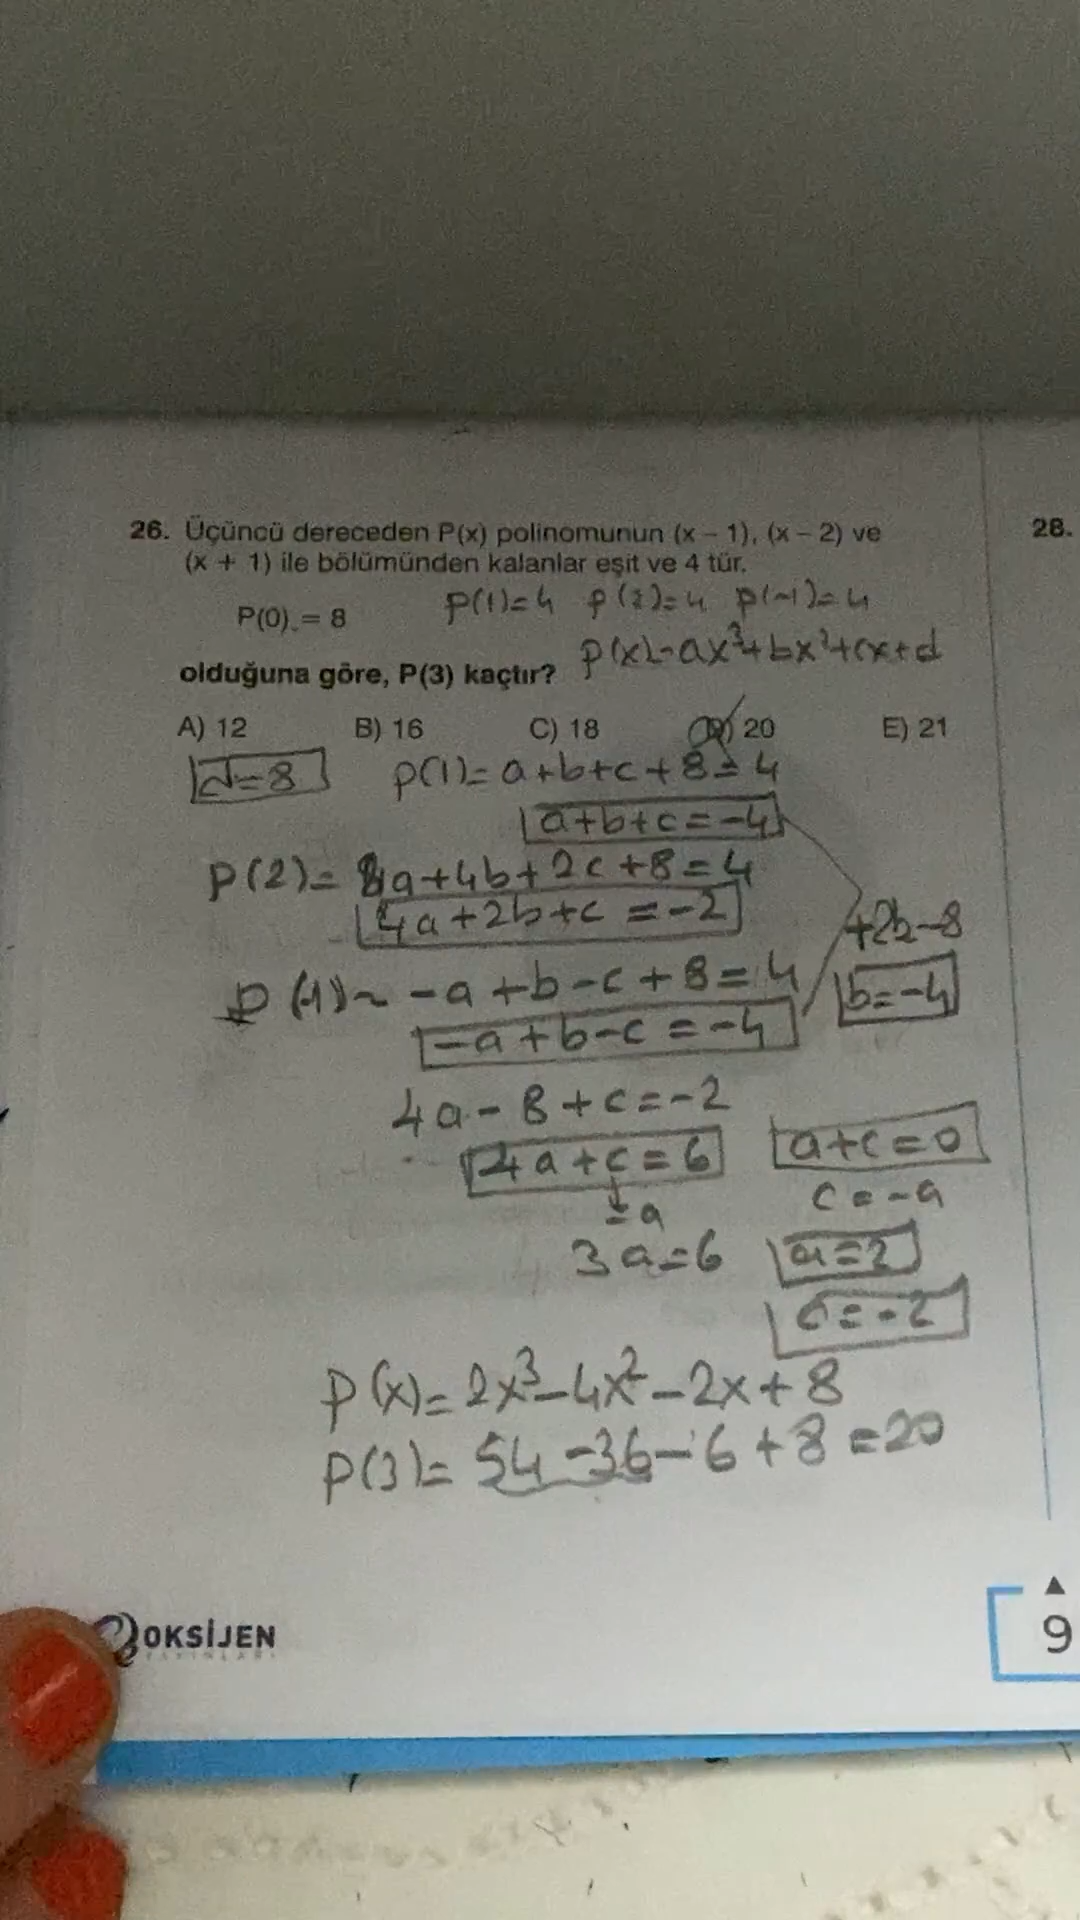 26. Üçüncü dereceden P(x) polinomunun (x – 1), (x – 2) ve
(x + 1) ile bölümünden kalanlar eşit ve 4 tür.
p(1)=4 p(2)=4 p(-1)=4
P(0) = 8
p(x)=ax³+bx²+cx+d
olduğuna göre, P(3) kaçtır?
A) 12 B) 16 C) 18 D) 20 E) 21
d=8
p(1)=a+b+c+8=4
a+b+c=-4
p(2)=8a+4b+2c+8=4
4a+2b+c=-2
+2b-8
b=-4
p(-1)=-a+b-c+8=4
-a+b-c=-4
4a-8+c=-2
4a+c=6
a+c=0
c=-a
-a
3a=6
a=2
c=-2
P(x)=2x³-4x²-2x+8
P(3)=54-36-6+8=20
28.
OKSİJEN
YAYINLARI
▲
9